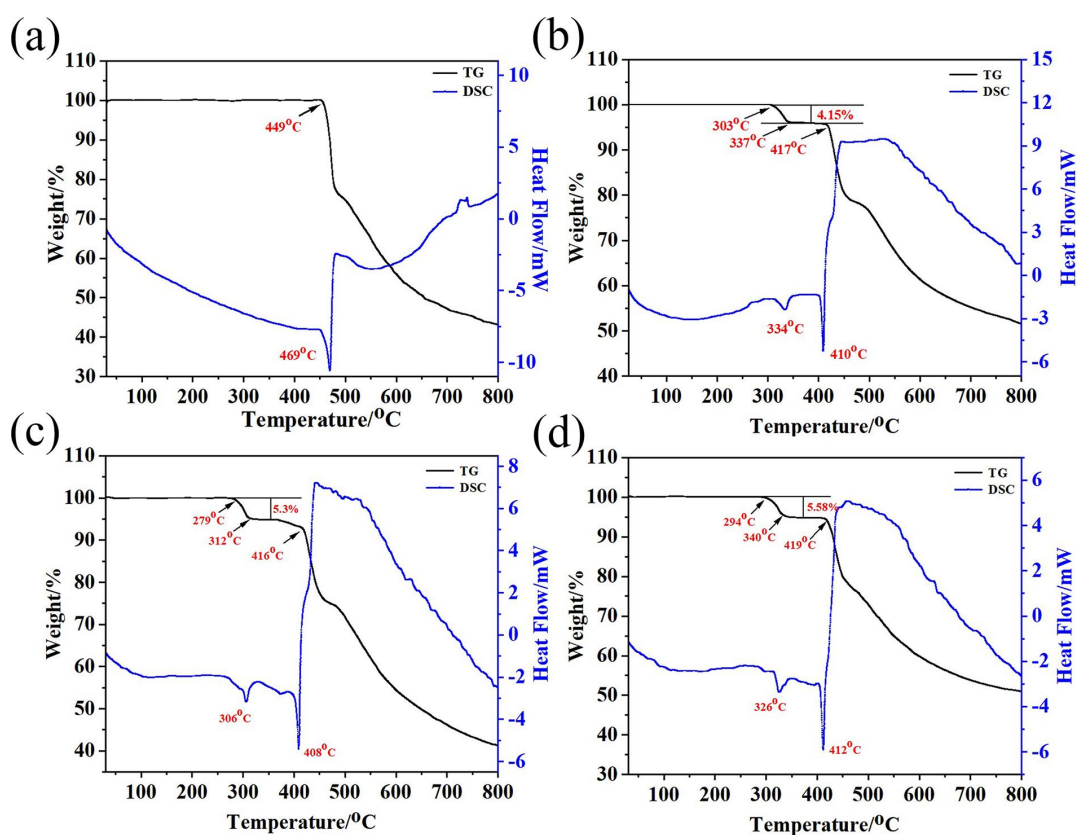 (a)
TG
DSC
449°C
469°C
110
100
90
80
70
60
50
40
30
10
5
0
-5
-10
100 200 300 400 500 600 700 800
Weight/%
Heat Flow/mW
Temperature/°C
(b)
TG
DSC
303°C
337°C
417°C
4.15%
334°C
410°C
110
100
90
80
70
60
50
40
15
12
9
6
3
0
-3
-6
100 200 300 400 500 600 700 800
Weight/%
Heat Flow/mW
Temperature/°C
(c)
TG
DSC
279°C
312°C
416°C
5.3%
306°C
408°C
110
100
90
80
70
60
50
40
8
6
4
2
0
-2
-4
-6
100 200 300 400 500 600 700 800
Weight/%
Heat Flow/mW
Temperature/°C
(d)
TG
DSC
294°C
340°C
419°C
5.58%
326°C
412°C
110
100
90
80
70
60
50
40
30
6
4
2
0
-2
-4
-6
100 200 300 400 500 600 700 800
Weight/%
Heat Flow/mW
Temperature/°C